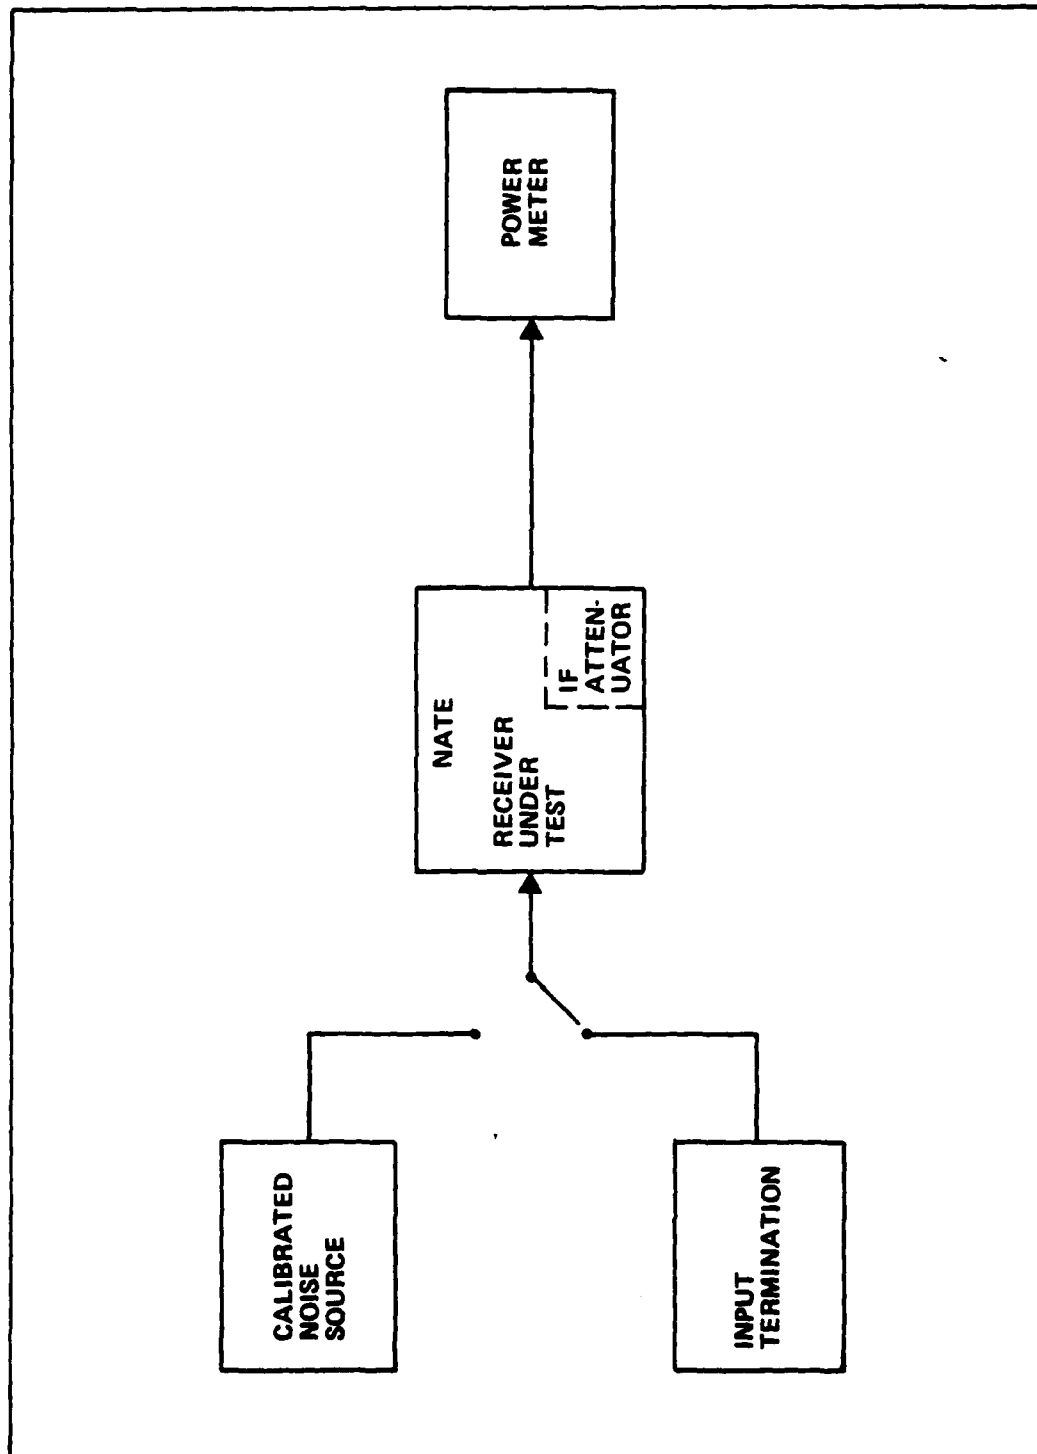 CALIBRATED
NOISE
SOURCE
INPUT
TERMINATION
NATE
RECEIVER
UNDER
TEST
IF
ATTEN-
UATOR
POWER
METER